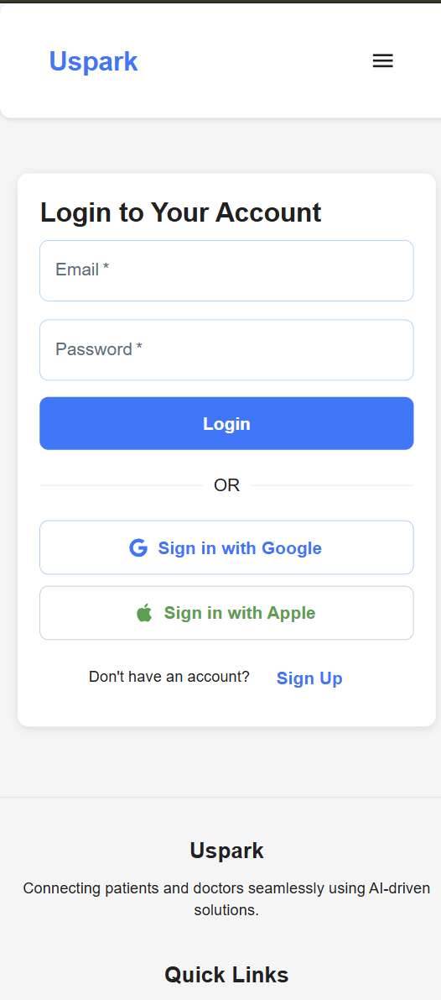 Uspark
Login to Your Account
Email *
Password *
Login
OR
Sign in with Google
Sign in with Apple
Don't have an account? Sign Up
Uspark
Connecting patients and doctors seamlessly using AI-driven
solutions.
Quick Links